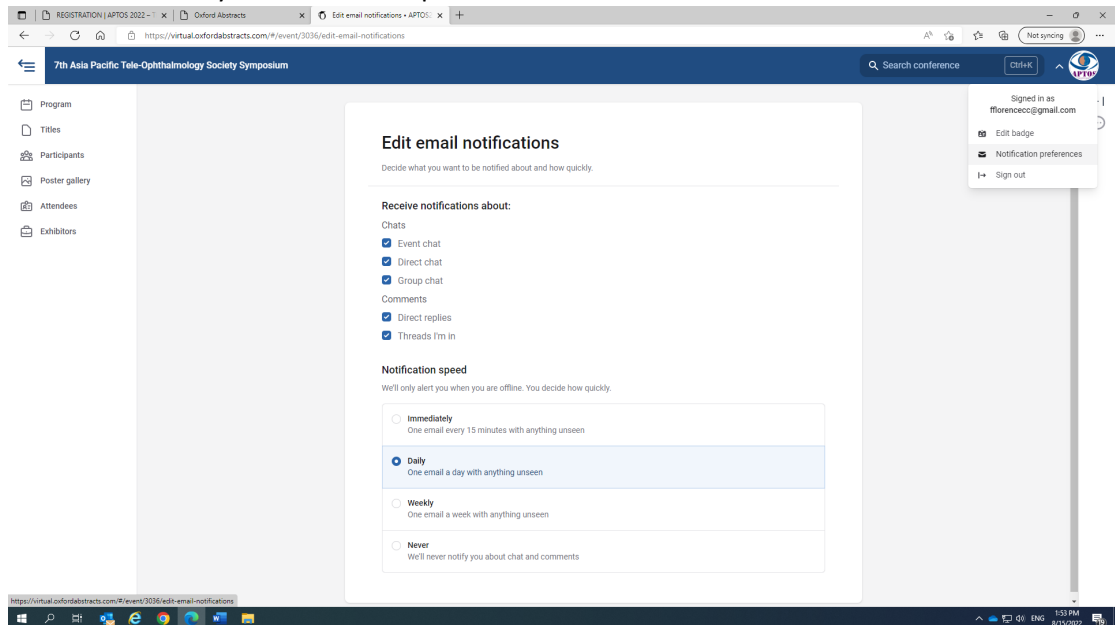 REGISTRATION | APTOS 2022 – T
Oxford Abstracts
Edit email notifications • APTOS2
https://virtual.oxfordabstracts.com/#/event/3036/edit-email-notifications
Not syncing
7th Asia Pacific Tele-Ophthalmology Society Symposium
Search conference
Ctrl+K
APTOS
Signed in as
fflorencecc@gmail.com
Edit badge
Notification preferences
Sign out
Program
Titles
Participants
Poster gallery
Attendees
Exhibitors
Edit email notifications
Decide what you want to be notified about and how quickly.
Receive notifications about:
Chats
Event chat
Direct chat
Group chat
Comments
Direct replies
Threads I'm in
Notification speed
We'll only alert you when you are offline. You decide how quickly.
Immediately
One email every 15 minutes with anything unseen
Daily
One email a day with anything unseen
Weekly
One email a week with anything unseen
Never
We'll never notify you about chat and comments
https://virtual.oxfordabstracts.com/#/event/3036/edit-email-notifications
ENG
1:53 PM
8/15/2022